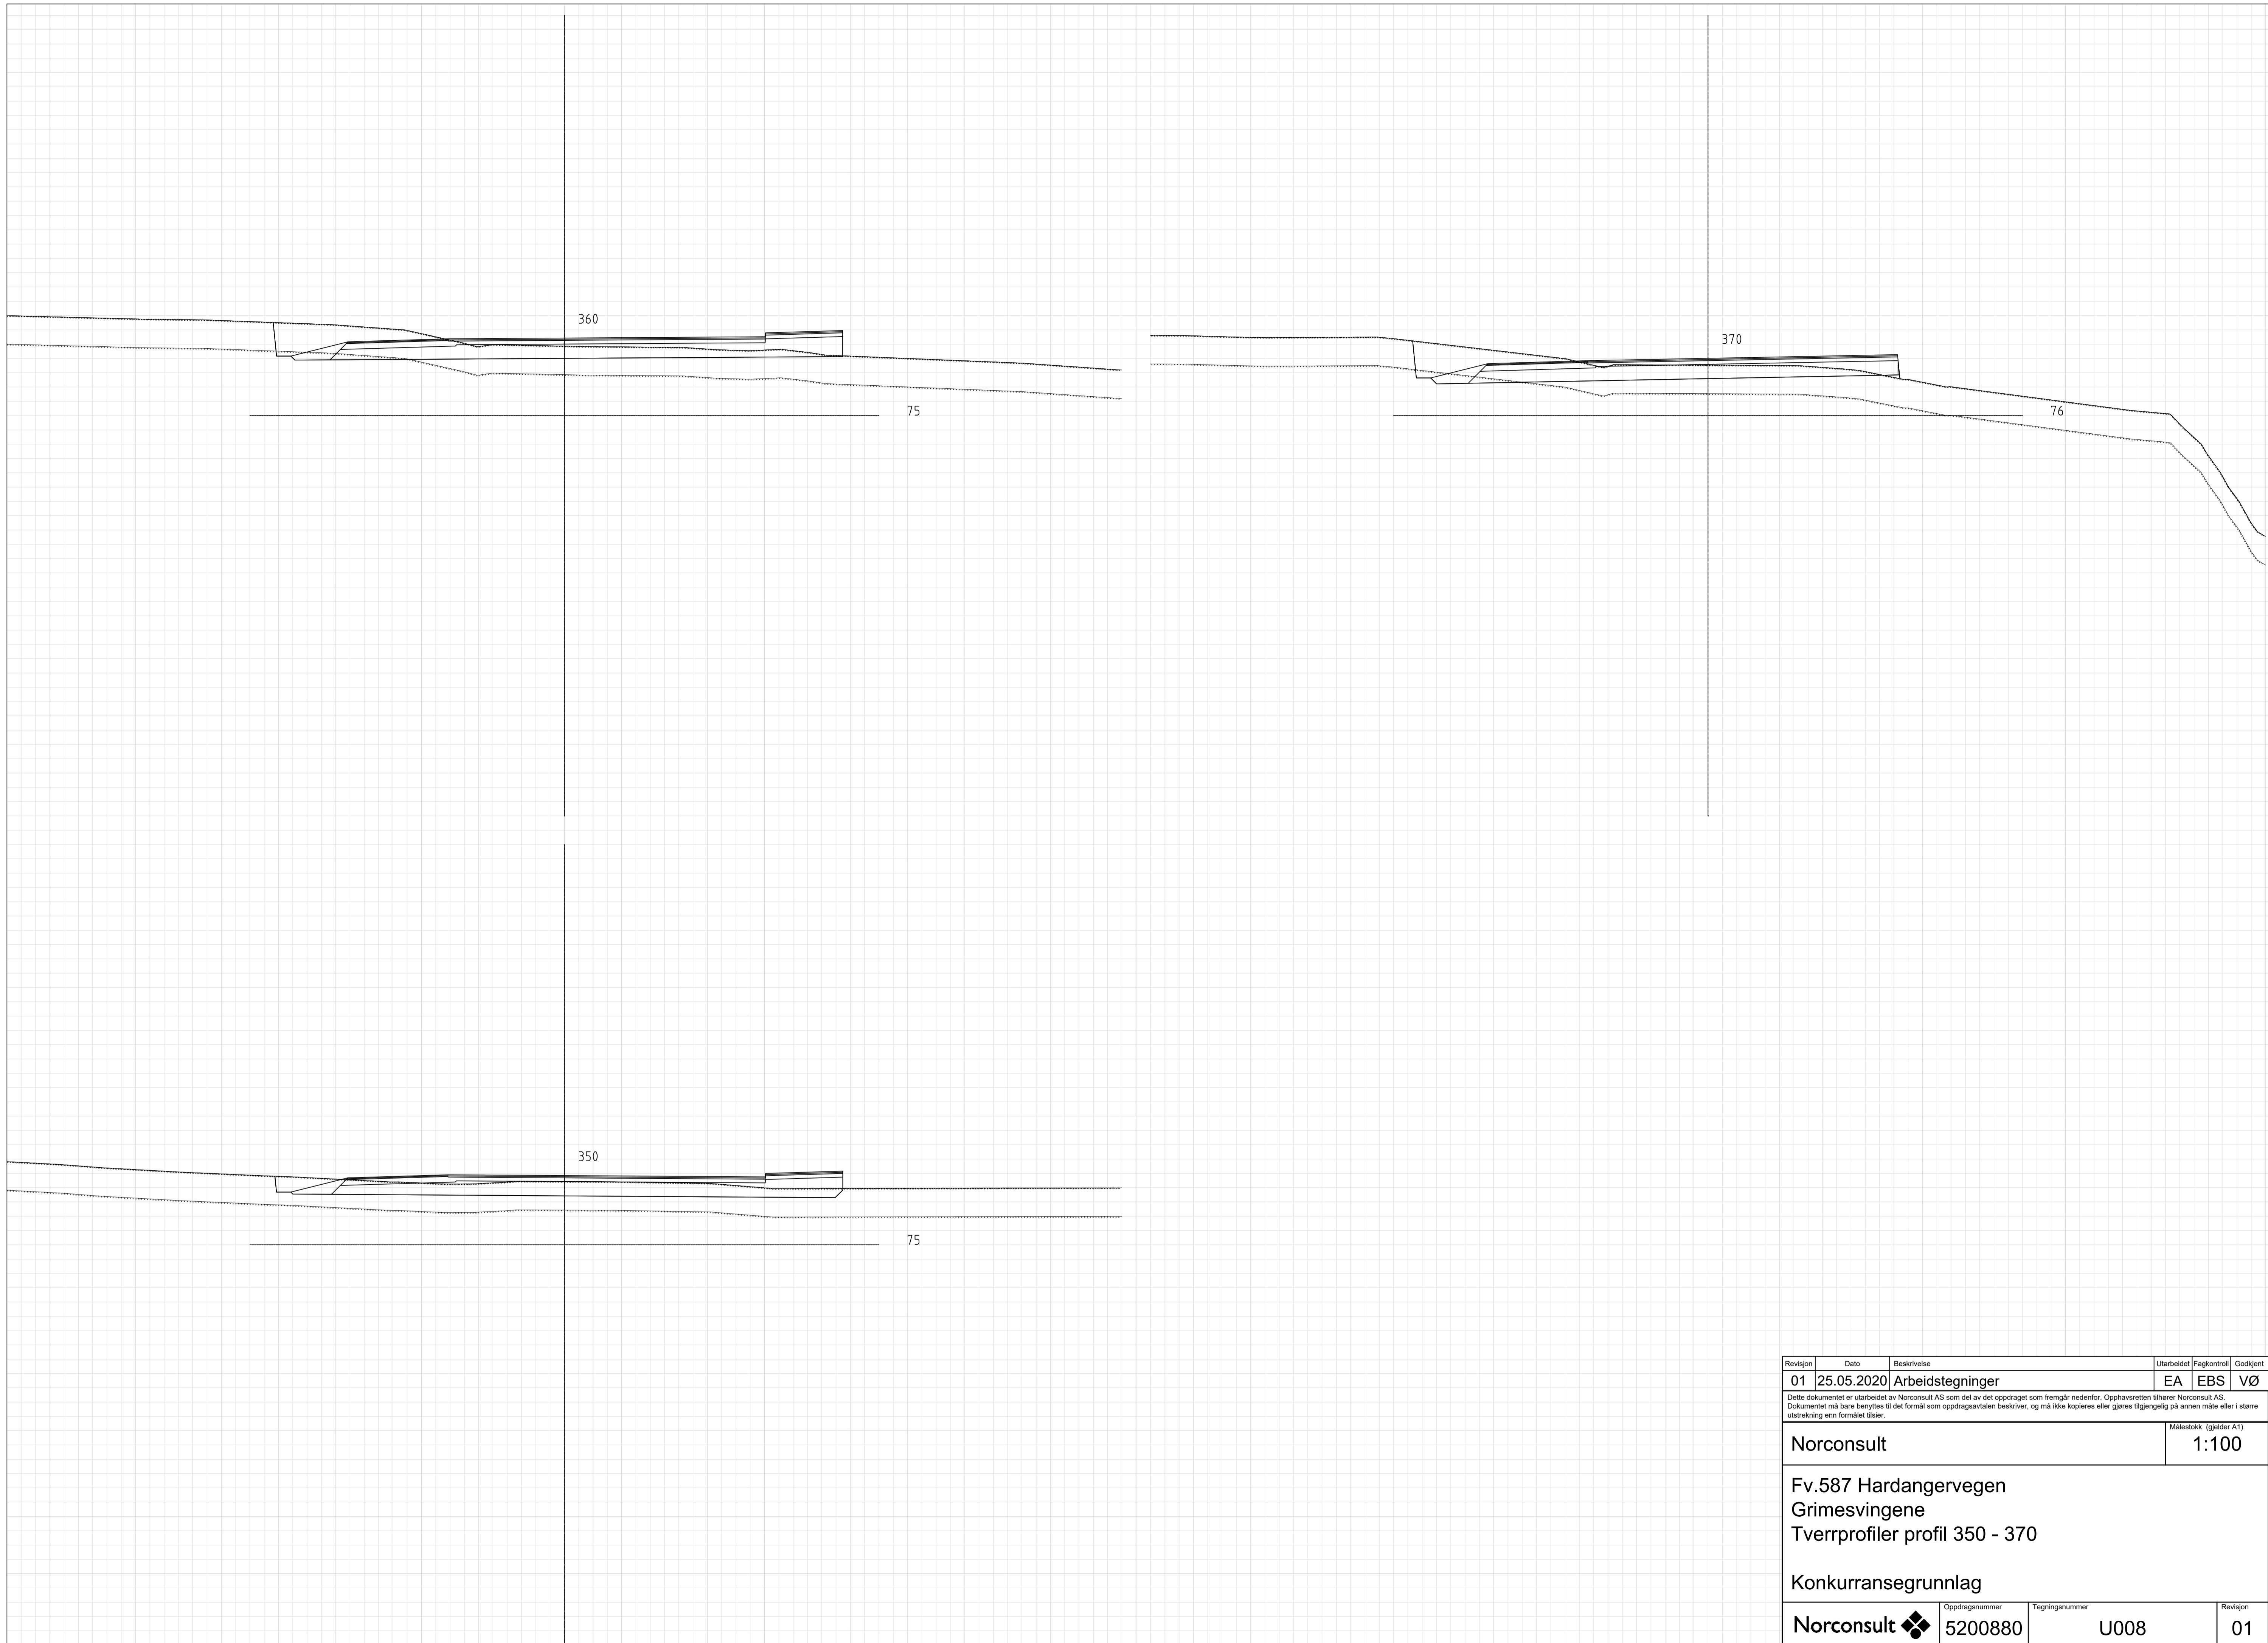 360
75
370
76
350
75
Revisjon Dato Beskrivelse Utarbeidet Fagkontroll Godkjent
01 25.05.2020 Arbeidstegninger EA EBS VØ
Dette dokumentet er utarbeidet av Norconsult AS som del av det oppdraget som fremgår nedenfor. Opphavsretten tilhører Norconsult AS.
Dokumentet må bare benyttes til det formål som oppdragsavtalen beskriver, og må ikke kopieres eller gjøres tilgjengelig på annen måte eller i større
utstrekning enn formålet tilsier.
Målestokk (gjelder A1)
Norconsult 1:100
Fv.587 Hardangervegen
Grimesvingene
Tverrprofiler profil 350 - 370
Konkurransegrunnlag
Oppdragsnummer Tegningsnummer Revisjon
Norconsult 5200880 U008 01